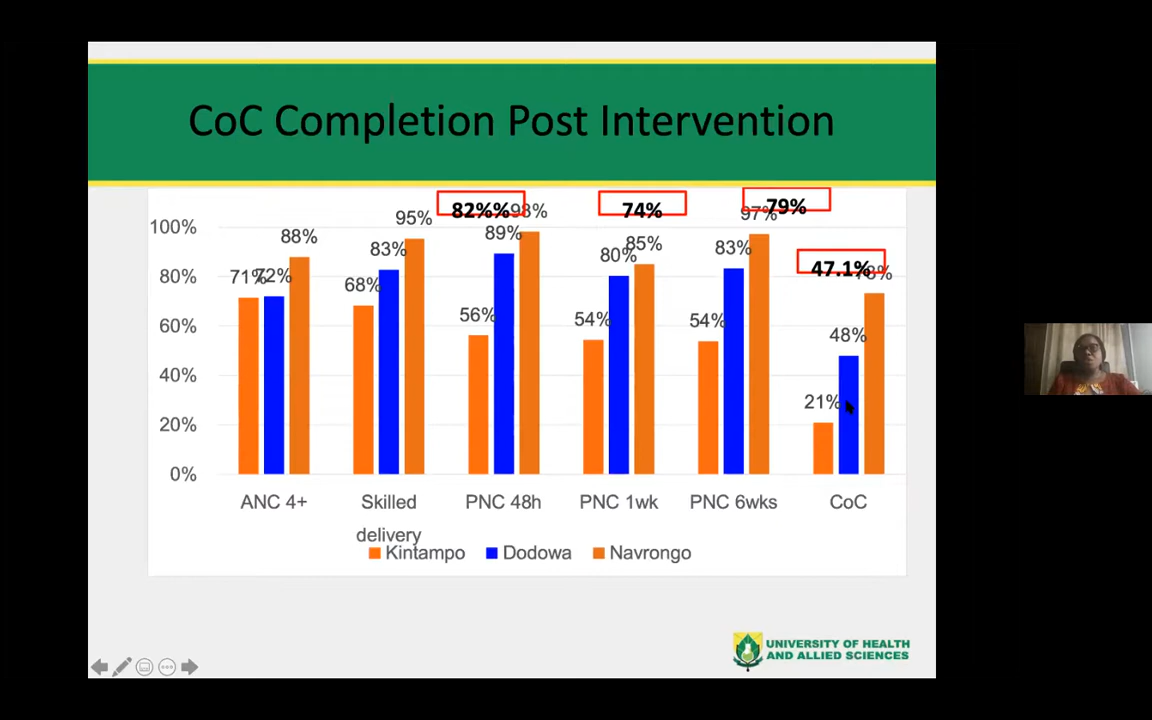 CoC Completion Post Intervention
82%% 98% 74% 79%
100% 95% 97%
88% 83% 89% 85% 83% 47.1%
80% 71% 72% 68% 80%
60% 56% 54% 54% 48%
40%
20% 21%
0%
ANC 4+ Skilled delivery PNC 48h PNC 1wk PNC 6wks CoC
Kintampo Dodowa Navrongo
UNIVERSITY OF HEALTH
AND ALLIED SCIENCES